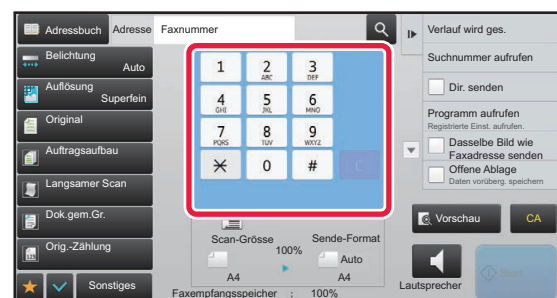 Adressbuch
Adresse
Faxnummer
Belichtung
Auto
Auflösung
Superfein
Original
Auftragsaufbau
Langsamer Scan
Dok.gem.Gr.
Orig.-Zählung
Sonstiges
1
2
ABC
3
DEF
4
GHI
5
JKL
6
MNO
7
PQRS
8
TUV
9
WXYZ
0
#
C
Scan-Grösse
100%
Sende-Format
Auto
A4
A4
Faxempfangsspeicher : 100%
Verlauf wird ges.
Suchnummer aufrufen
Dir. senden
Programm aufrufen
Registrierte Einst. aufrufen.
Dasselbe Bild wie
Faxadresse senden
Offene Ablage
Daten vorüberg. speichern
Vorschau
CA
Lautsprecher
Start